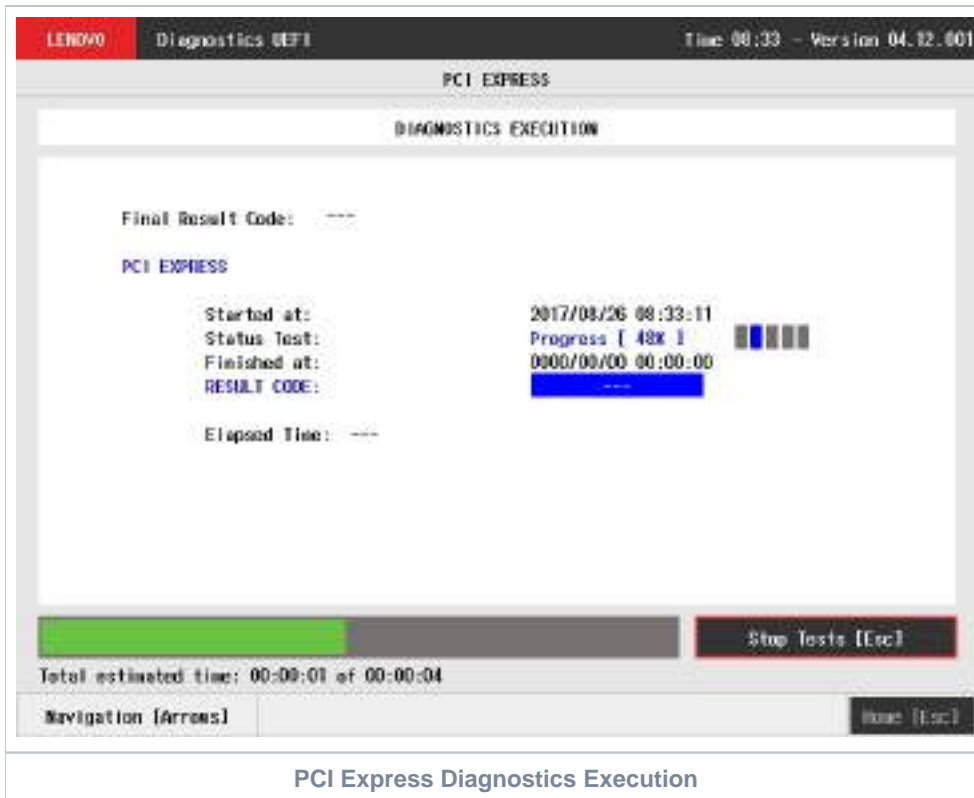 LENOVO Diagnostics UEFI Time 08:33 - Version 04.12.001
PCI EXPRESS
DIAGNOSTICS EXECUTION
Final Result Code: ---
PCI EXPRESS
Started at: 2017/08/26 08:33:11
Status Test: Progress [ 48% ]
Finished at: 0000/00/00 00:00:00
RESULT CODE: ---
Elapsed Time: ---
Stop Tests [Esc]
Total estimated time: 00:00:01 of 00:00:04
Navigation [Arrows] Home [Esc]
PCI Express Diagnostics Execution